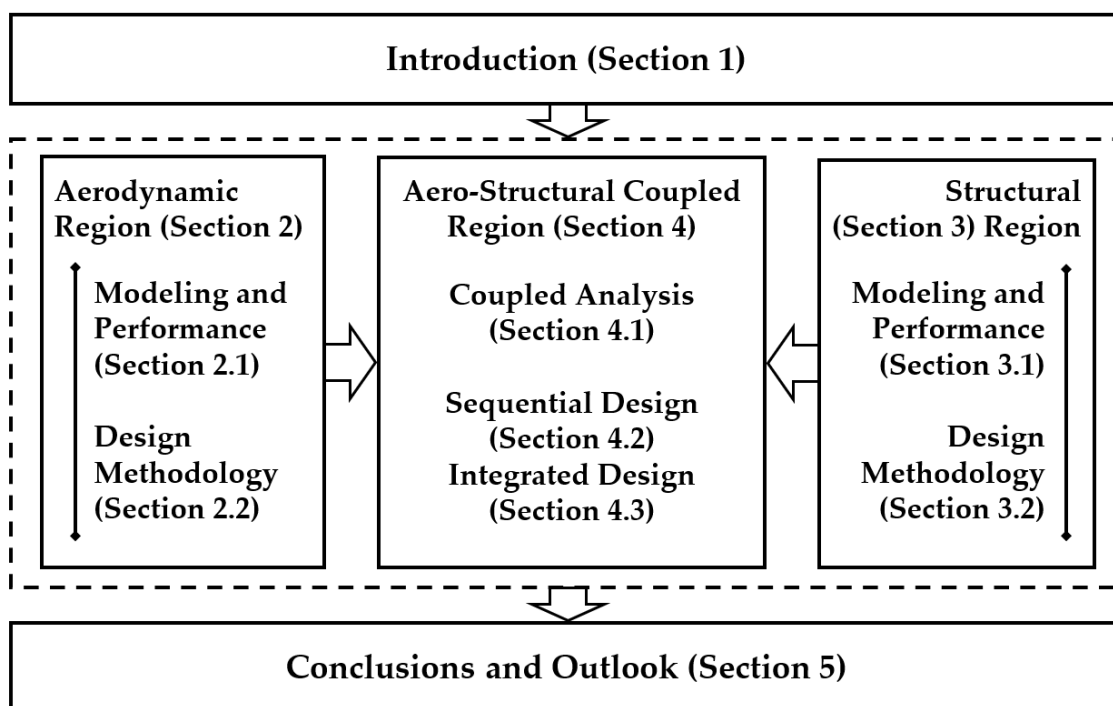 Introduction (Section 1)
Aerodynamic
Region (Section 2)
Modeling and
Performance
(Section 2.1)
Design
Methodology
(Section 2.2)
Aero-Structural Coupled
Region (Section 4)
Coupled Analysis
(Section 4.1)
Sequential Design
(Section 4.2)
Integrated Design
(Section 4.3)
Structural
(Section 3) Region
Modeling and
Performance
(Section 3.1)
Design
Methodology
(Section 3.2)
Conclusions and Outlook (Section 5)